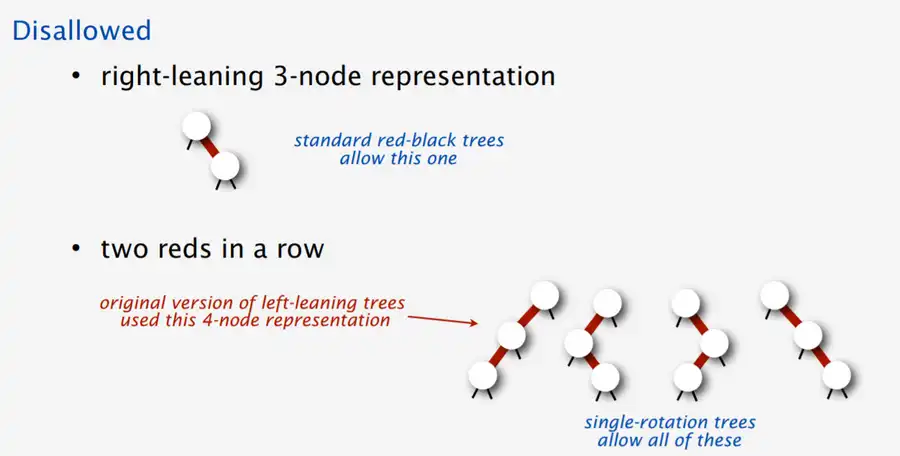 Disallowed
• right-leaning 3-node representation
standard red-black trees
allow this one
• two reds in a row
original version of left-leaning trees
used this 4-node representation
single-rotation trees
allow all of these